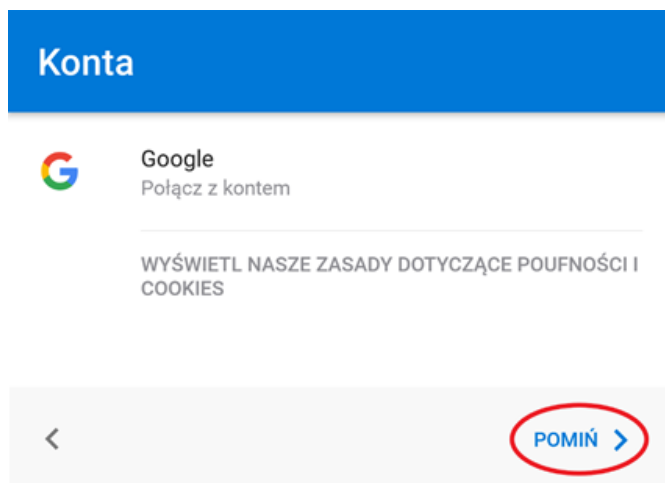 Konta
Google
Połącz z kontem
WYŚWIETL NASZE ZASADY DOTYCZĄCE POUFNOŚCI I
COOKIES
POMIŃ